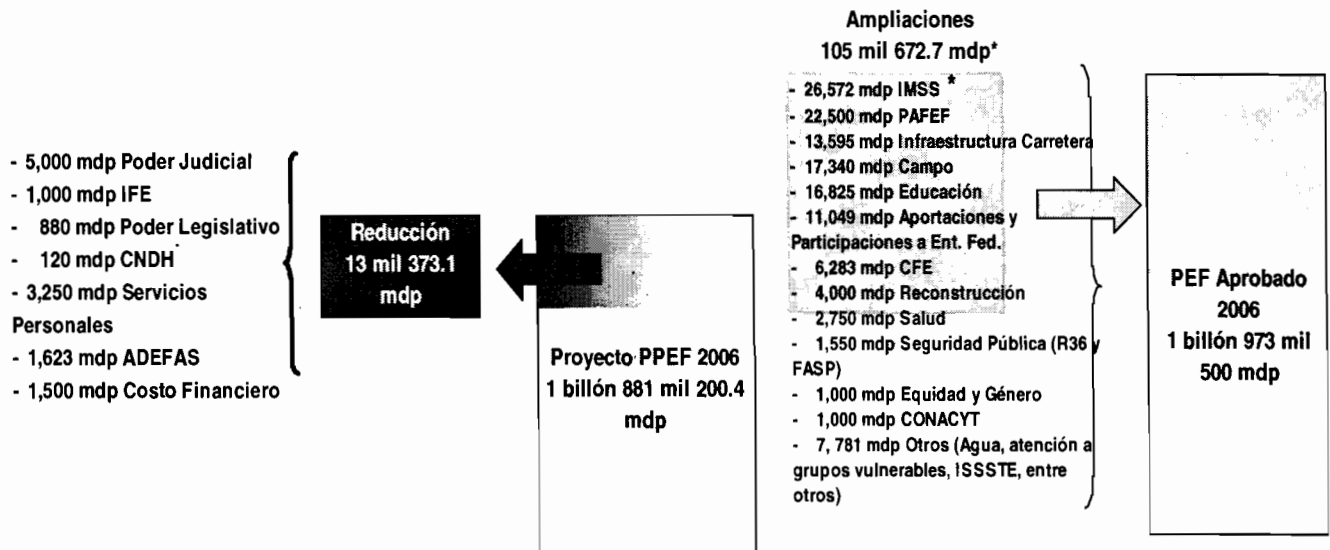 - 5,000 mdp Poder Judicial
- 1,000 mdp IFE
- 880 mdp Poder Legislativo
- 120 mdp CNDH
- 3,250 mdp Servicios
Personales
- 1,623 mdp ADEFAS
- 1,500 mdp Costo Financiero
Reducción
13 mil 373.1
mdp
Proyecto PPEF 2006
1 billón 881 mil 200.4
mdp
Ampliaciones
105 mil 672.7 mdp*
- 26,572 mdp IMSS *
- 22,500 mdp PAFEF
- 13,595 mdp Infraestructura Carretera
- 17,340 mdp Campo
- 16,825 mdp Educación
- 11,049 mdp Aportaciones y
Participaciones a Ent. Fed.
- 6,283 mdp CFE
- 4,000 mdp Reconstrucción
- 2,750 mdp Salud
- 1,550 mdp Seguridad Pública (R36 y
FASP)
- 1,000 mdp Equidad y Género
- 1,000 mdp CONACYT
- 7, 781 mdp Otros (Agua, atención a
grupos vulnerables, ISSSTE, entre
otros)
PEF Aprobado
2006
1 billón 973 mil
500 mdp